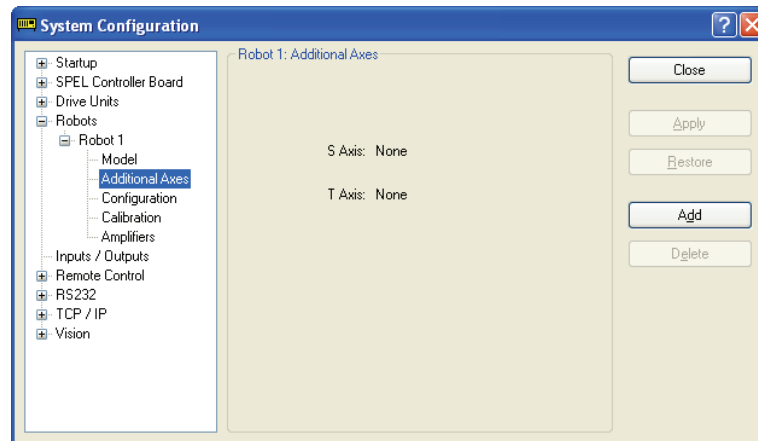 System Configuration
Startup
SPEL Controller Board
Drive Units
Robots
Robot 1
Model
Additional Axes
Configuration
Calibration
Amplifiers
Inputs / Outputs
Remote Control
RS232
TCP / IP
Vision
Robot 1: Additional Axes
S Axis: None
T Axis: None
Close
Apply
Restore
Add
Delete